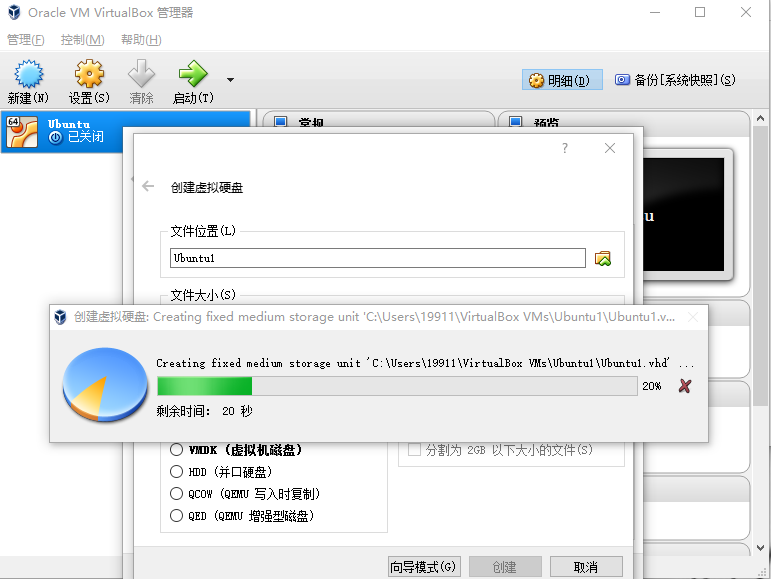 Oracle VM VirtualBox 管理器
管理(F) 控制(M) 帮助(H)
新建(N) 设置(S) 清除 启动(T) 明细(D) 备份[系统快照](S)
64 Ubuntu
已关闭
常规 预览
?
创建虚拟硬盘
u
文件位置(L)
Ubuntu1
文件大小(S)
创建虚拟硬盘: Creating fixed medium storage unit 'C:\Users\19911\VirtualBox VMs\Ubuntu1\Ubuntu1.v...
Creating fixed medium storage unit 'C:\Users\19911\VirtualBox VMs\Ubuntu1\Ubuntu1.vhd' ...
20%
剩余时间: 20 秒
VMDK (虚拟机磁盘) 分割为 2GB 以下大小的文件(S)
HDD (并口硬盘)
QCOW (QEMU 写入时复制)
QED (QEMU 增强型磁盘)
向导模式(G) 创建 取消